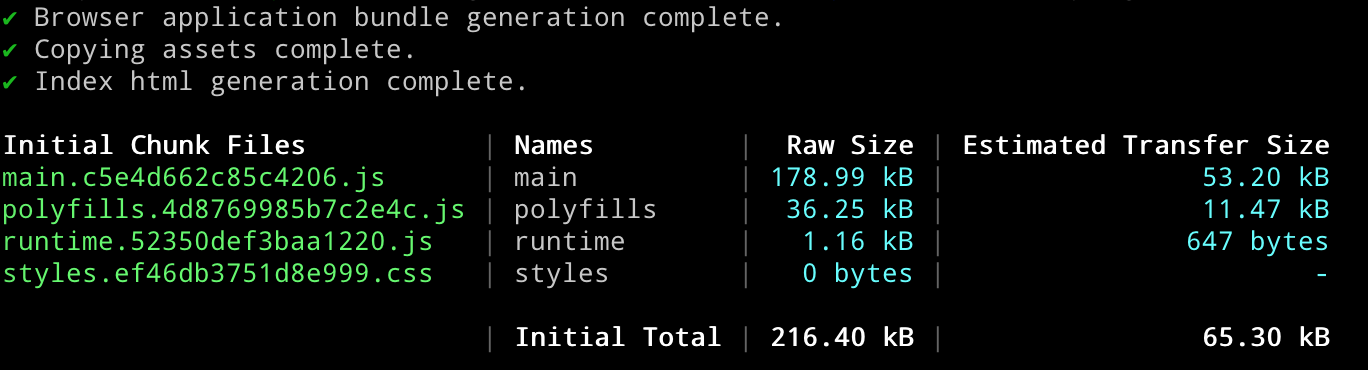 ✔ Browser application bundle generation complete.
✔ Copying assets complete.
✔ Index html generation complete.
Initial Chunk Files | Names | Raw Size | Estimated Transfer Size
main.c5e4d662c85c4206.js | main | 178.99 kB | 53.20 kB
polyfills.4d8769985b7c2e4c.js | polyfills | 36.25 kB | 11.47 kB
runtime.52350def3baa1220.js | runtime | 1.16 kB | 647 bytes
styles.ef46db3751d8e999.css | styles | 0 bytes | -
| Initial Total | 216.40 kB | 65.30 kB